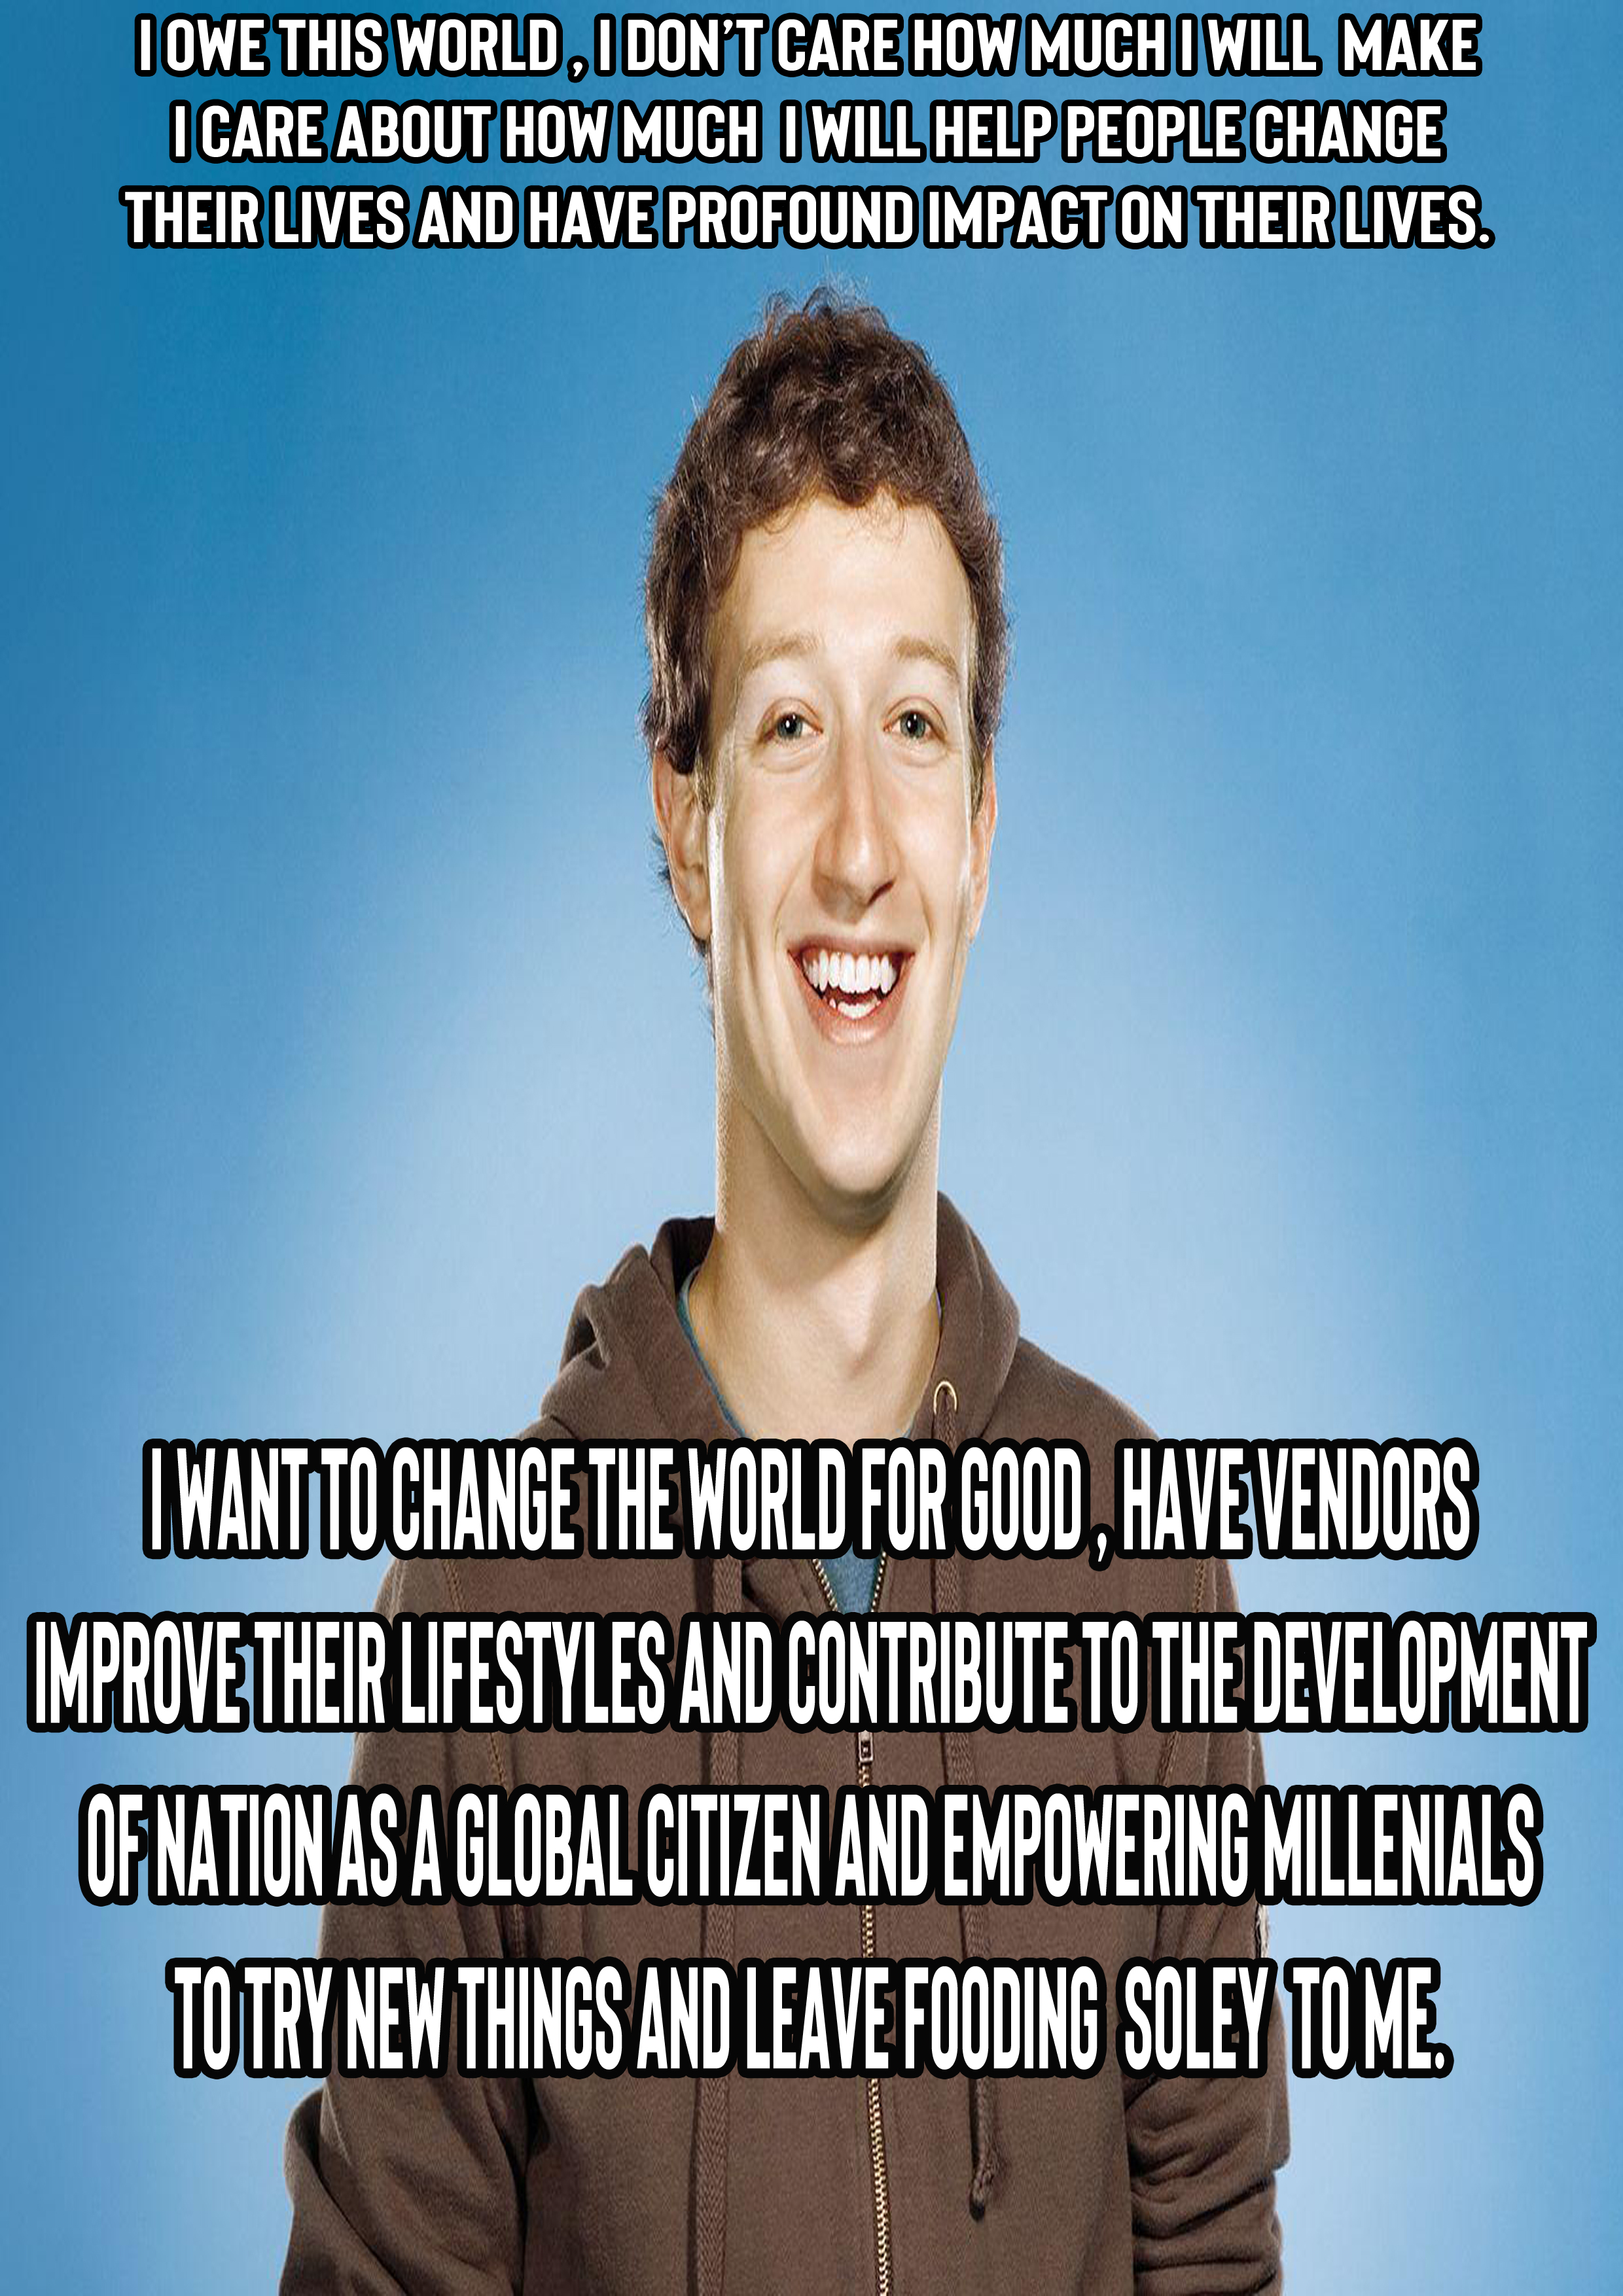 I OWE THIS WORLD , I DON'T CARE HOW MUCH I WILL MAKE
I CARE ABOUT HOW MUCH I WILL HELP PEOPLE CHANGE
THEIR LIVES AND HAVE PROFOUND IMPACT ON THEIR LIVES.
I WANT TO CHANGE THE WORLD FOR GOOD , HAVE VENDORS
IMPROVE THEIR LIFESTYLES AND CONTRIBUTE TO THE DEVELOPMENT
OF NATION AS A GLOBAL CITIZEN AND EMPOWERING MILLENIALS
TO TRY NEW THINGS AND LEAVE FOODING SOLEY TO ME.